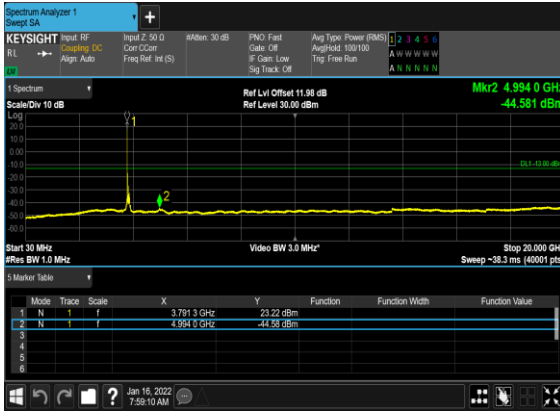 Spectrum Analyzer 1
Swept SA
+
KEYSIGHT Input: RF Input Z: 50 Ω #Atten: 30 dB PNO: Fast Avg Type: Power (RMS) 1 2 3 4 5 6
RL Coupling: DC Corr CCorr Gate: Off Avg|Hold: 100/100 A W W W W W
Align: Auto Freq Ref: Int (S) IF Gain: Low Trig: Free Run
Sig Track: Off A N N N N N
1 Spectrum Ref Lvl Offset 11.98 dB Mkr2 4.994 0 GHz
Scale/Div 10 dB Ref Level 30.00 dBm -44.581 dBm
Log
20.0
10.0
0.00
-10.0
-20.0
-30.0
-40.0
-50.0
-60.0
1
2
DL1 -13.00 dBm
Start 30 MHz Video BW 3.0 MHz* Stop 20.000 GH
#Res BW 1.0 MHz Sweep ~38.3 ms (40001 pts
5 Marker Table
Mode Trace Scale X Y Function Function Width Function Value
1 N 1 f 3.791 3 GHz 23.22 dBm
2 N 1 f 4.994 0 GHz -44.58 dBm
3
4
5
6
? Jan 16, 2022
7:59:10 AM